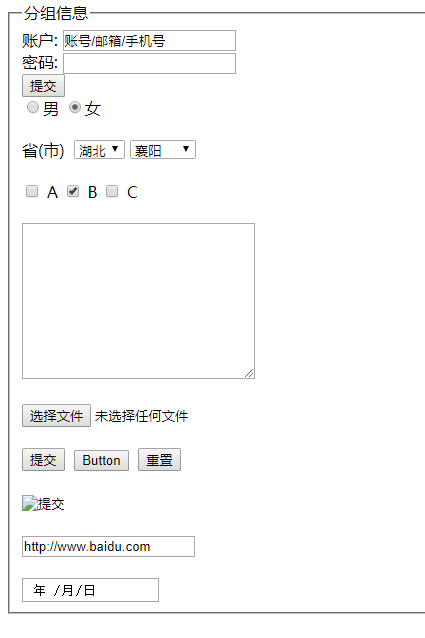 分组信息
账户: 账号/邮箱/手机号
密码:
提交
男 女
省(市) 湖北 襄阳
A B C
选择文件 未选择任何文件
提交 Button 重置
提交
http://www.baidu.com
年 /月/日